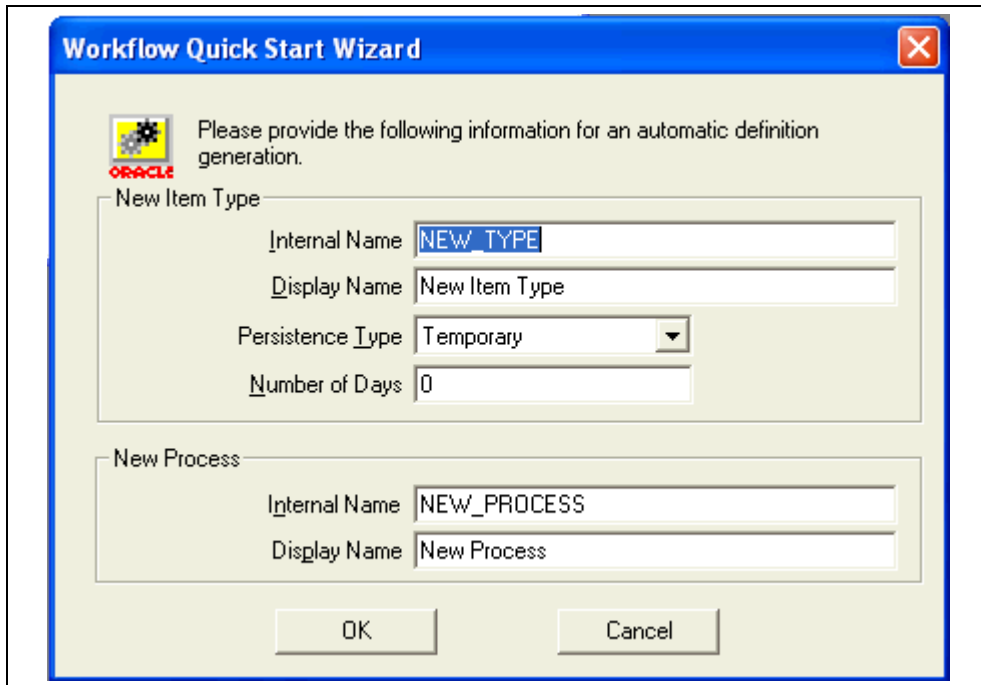 Workflow Quick Start Wizard
Please provide the following information for an automatic definition
generation.
ORACLE
New Item Type
Internal Name NEW_TYPE
Display Name New Item Type
Persistence Type Temporary
Number of Days 0
New Process
Internal Name NEW_PROCESS
Display Name New Process
OK Cancel